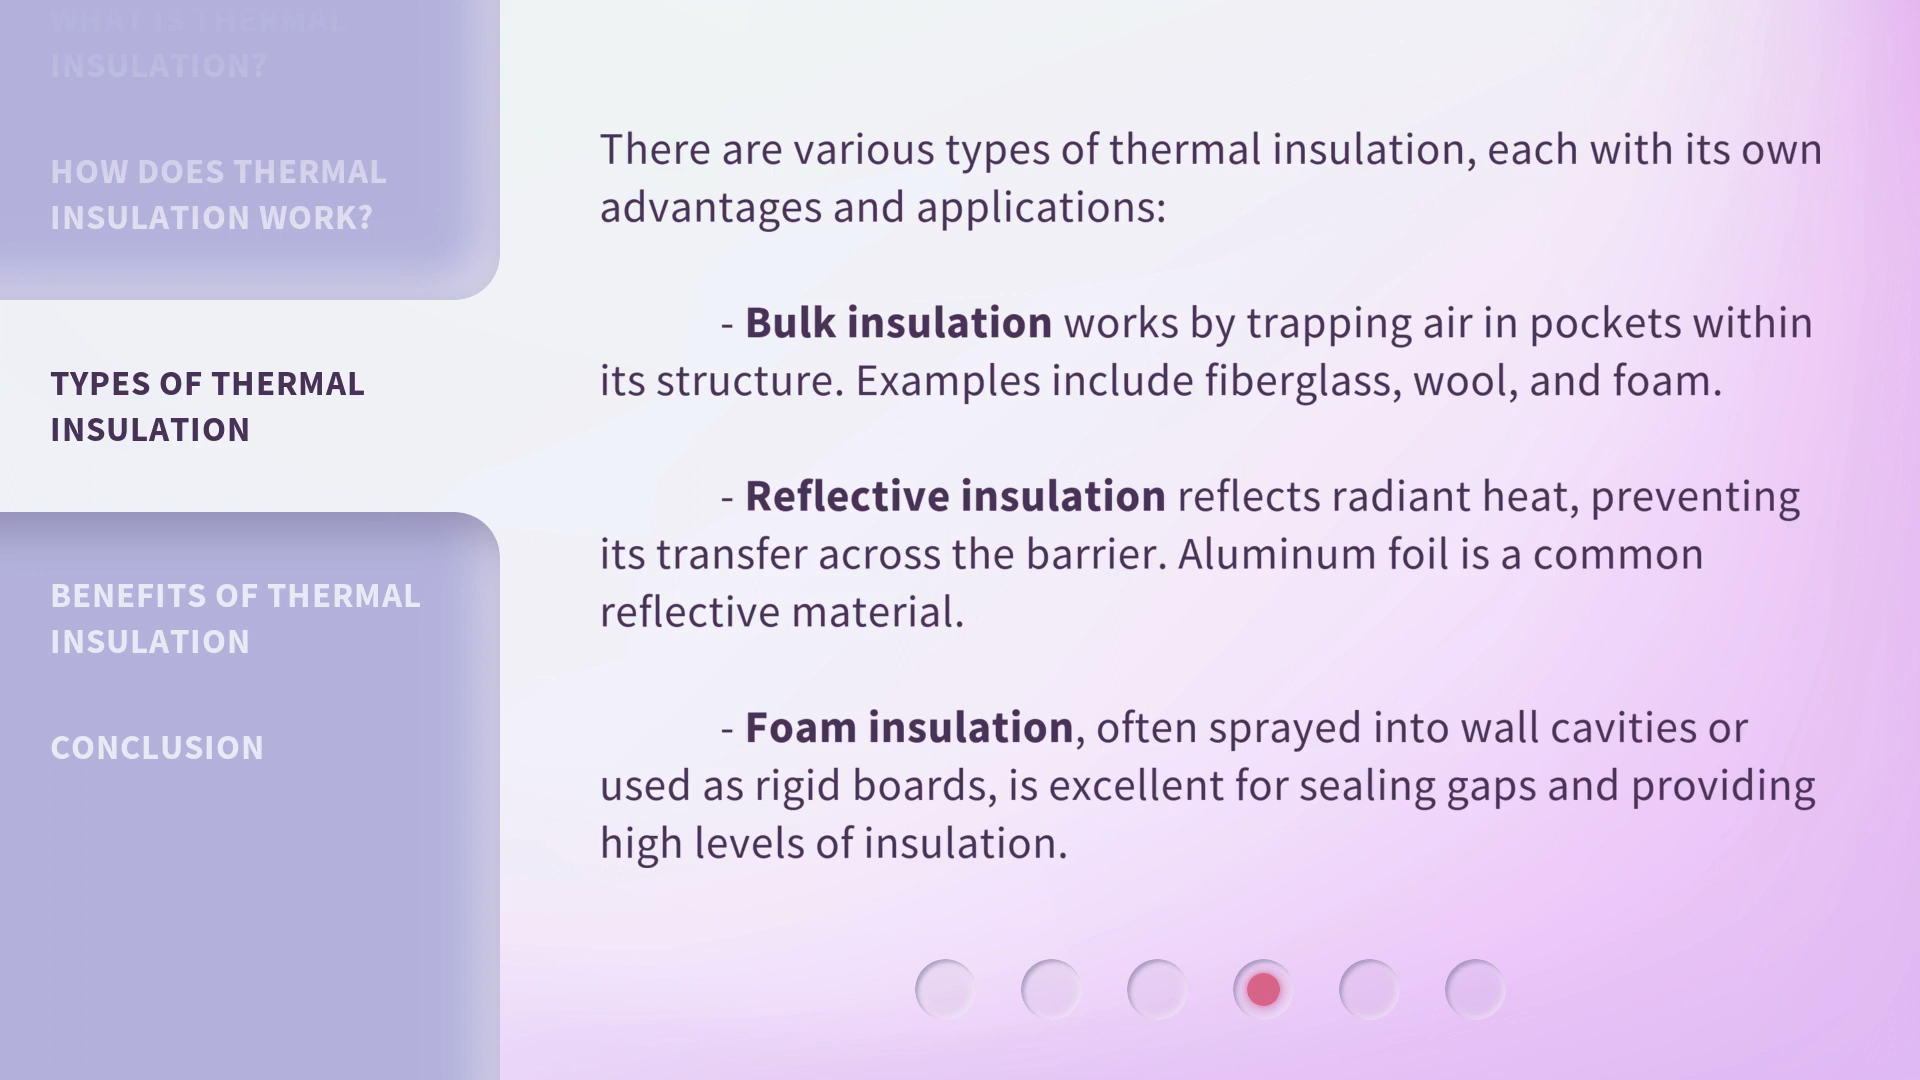 WHAT IS THERMAL
INSULATION?
HOW DOES THERMAL
INSULATION WORK?
TYPES OF THERMAL
INSULATION
BENEFITS OF THERMAL
INSULATION
CONCLUSION
There are various types of thermal insulation, each with its own
advantages and applications:
- Bulk insulation works by trapping air in pockets within
its structure. Examples include fiberglass, wool, and foam.
- Reflective insulation reflects radiant heat, preventing
its transfer across the barrier. Aluminum foil is a common
reflective material.
- Foam insulation, often sprayed into wall cavities or
used as rigid boards, is excellent for sealing gaps and providing
high levels of insulation.